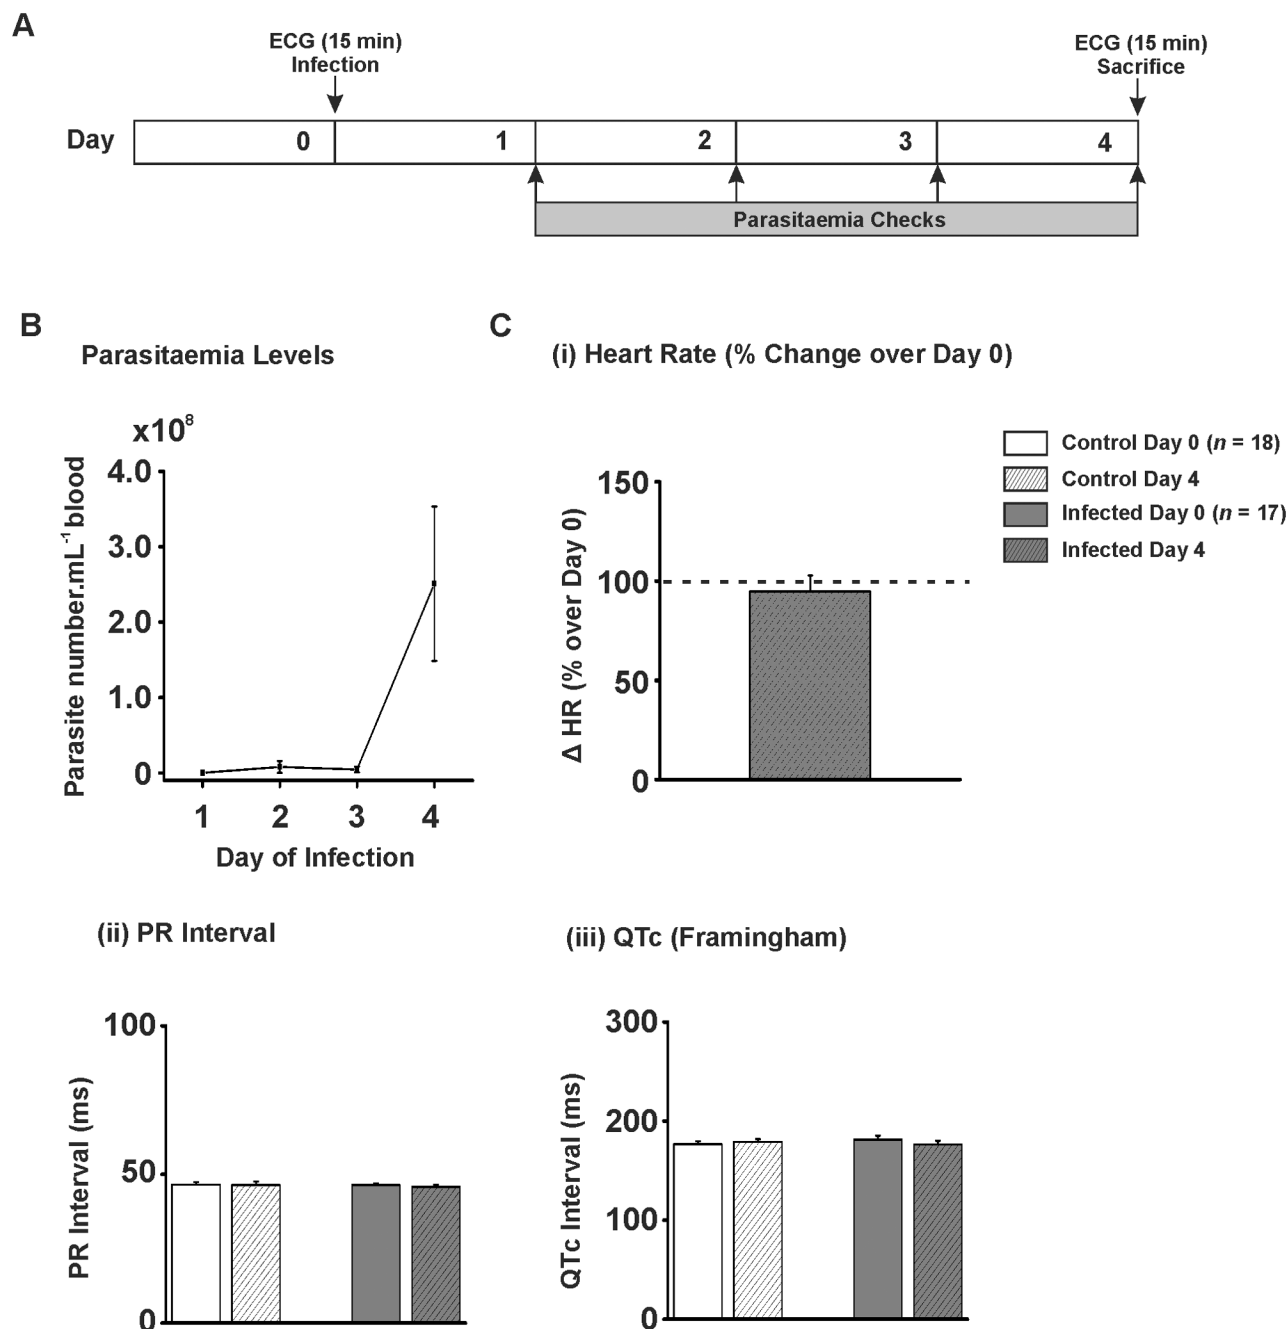 A
ECG (15 min)
Infection
ECG (15 min)
Sacrifice
Day
0
1
2
3
4
Parasitaemia Checks
B
Parasitaemia Levels
x10⁸
Parasite number.mL⁻¹ blood
4.0
3.0
2.0
1.0
0
1
2
3
4
Day of Infection
C
(i) Heart Rate (% Change over Day 0)
Δ HR (% over Day 0)
150
100
50
0
Control Day 0 (n = 18)
Control Day 4
Infected Day 0 (n = 17)
Infected Day 4
(ii) PR Interval
PR Interval (ms)
100
50
0
(iii) QTc (Framingham)
QTc Interval (ms)
300
200
100
0